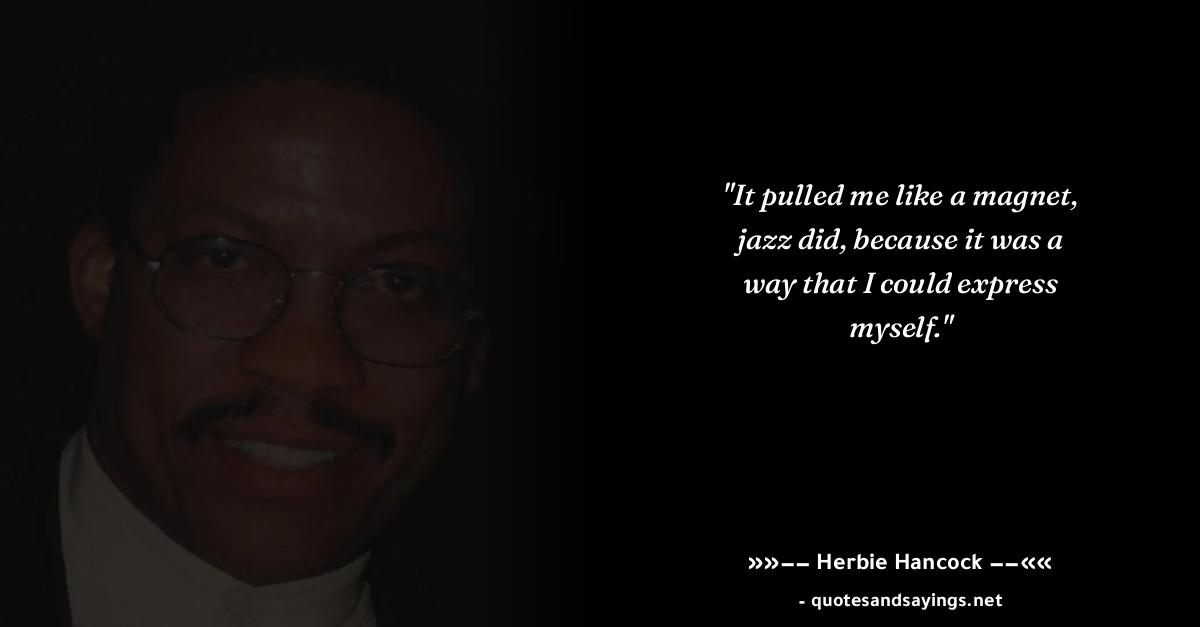 "It pulled me like a magnet,
jazz did, because it was a
way that I could express
myself."
»»−− Herbie Hancock −−««
- quotesandsayings.net